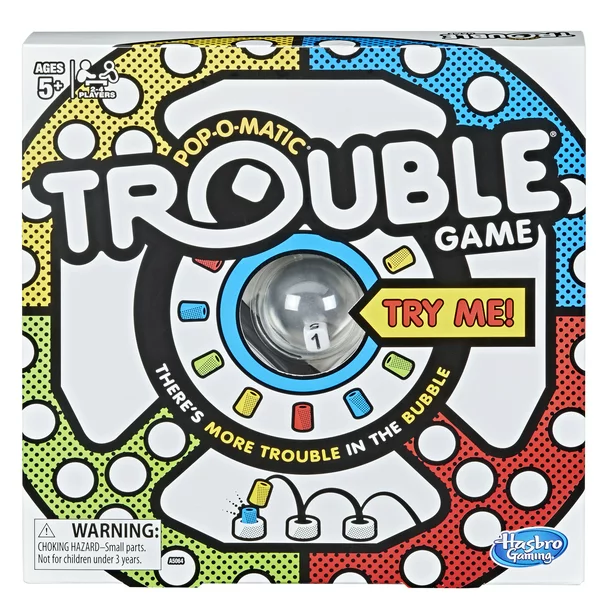 TROUBLE
AGES
5+
2-4
PLAYERS
POP-O-MATIC®
TROUBLE®
GAME
1
TRY ME!
THERE'S MORE TROUBLE IN THE BUBBLE
WARNING:
CHOKING HAZARD–Small parts.
Not for children under 3 years.
A5064
Hasbro
Gaming